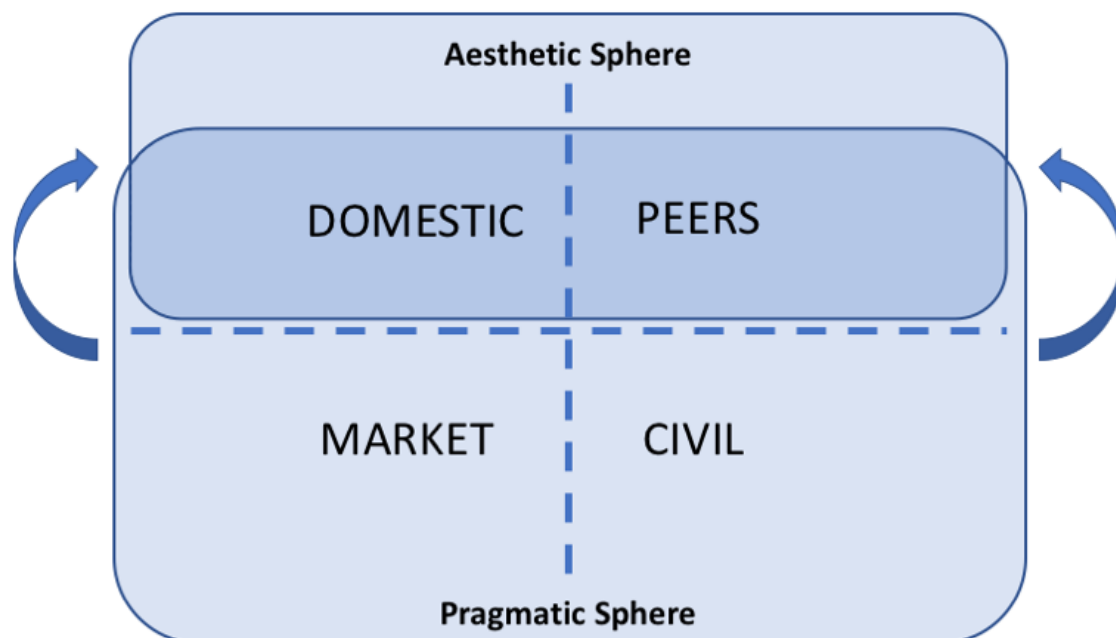 Aesthetic Sphere
DOMESTIC
PEERS
MARKET
CIVIL
Pragmatic Sphere